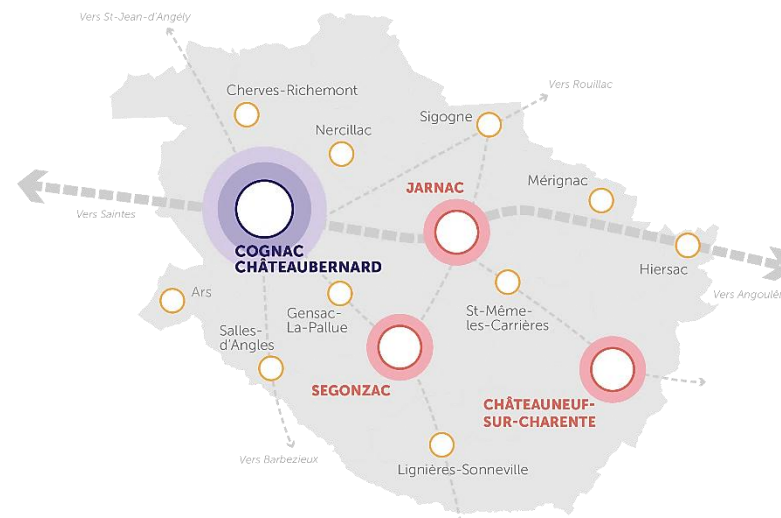 Vers St-Jean-d'Angély
Vers Rouillac
Cherves-Richemont
Sigogne
Nercillac
Mérignac
JARNAC
Vers Saintes
COGNAC
CHÂTEAUBERNARD
Hiersac
Vers Angoulêm
Ars
Gensac-
La-Pallue
St-Même-
les-Carrières
Salles-
d'Angles
SEGONZAC
CHÂTEAUNEUF-
SUR-CHARENTE
Vers Barbezieux
Lignières-Sonneville